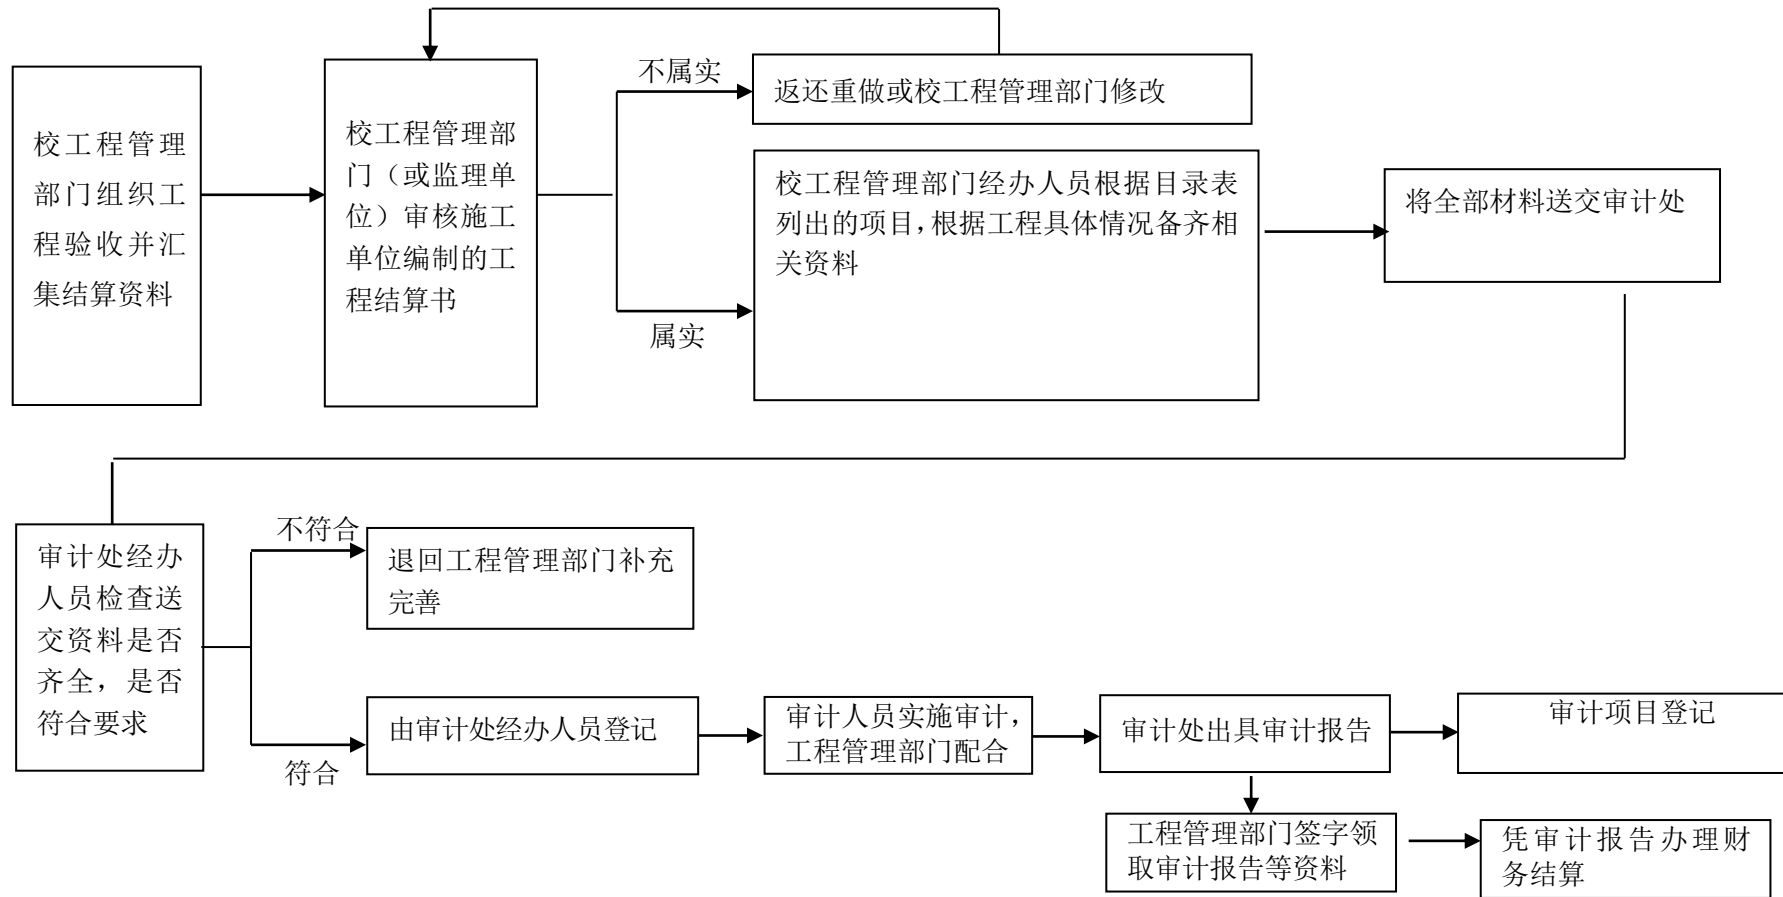 校工程管理
部门组织工
程验收并汇
集结算资料
校工程管理部
门（或监理单
位）审核施工
单位编制的工
程结算书
不属实
返还重做或校工程管理部门修改
属实
校工程管理部门经办人员根据目录表
列出的项目，根据工程具体情况备齐相
关资料
将全部材料送交审计处
审计处经办
人员检查送
交资料是否
齐全，是否
符合要求
不符合
退回工程管理部门补充
完善
符合
由审计处经办人员登记
审计人员实施审计，
工程管理部门配合
审计处出具审计报告
审计项目登记
工程管理部门签字领
取审计报告等资料
凭审计报告办理财
务结算